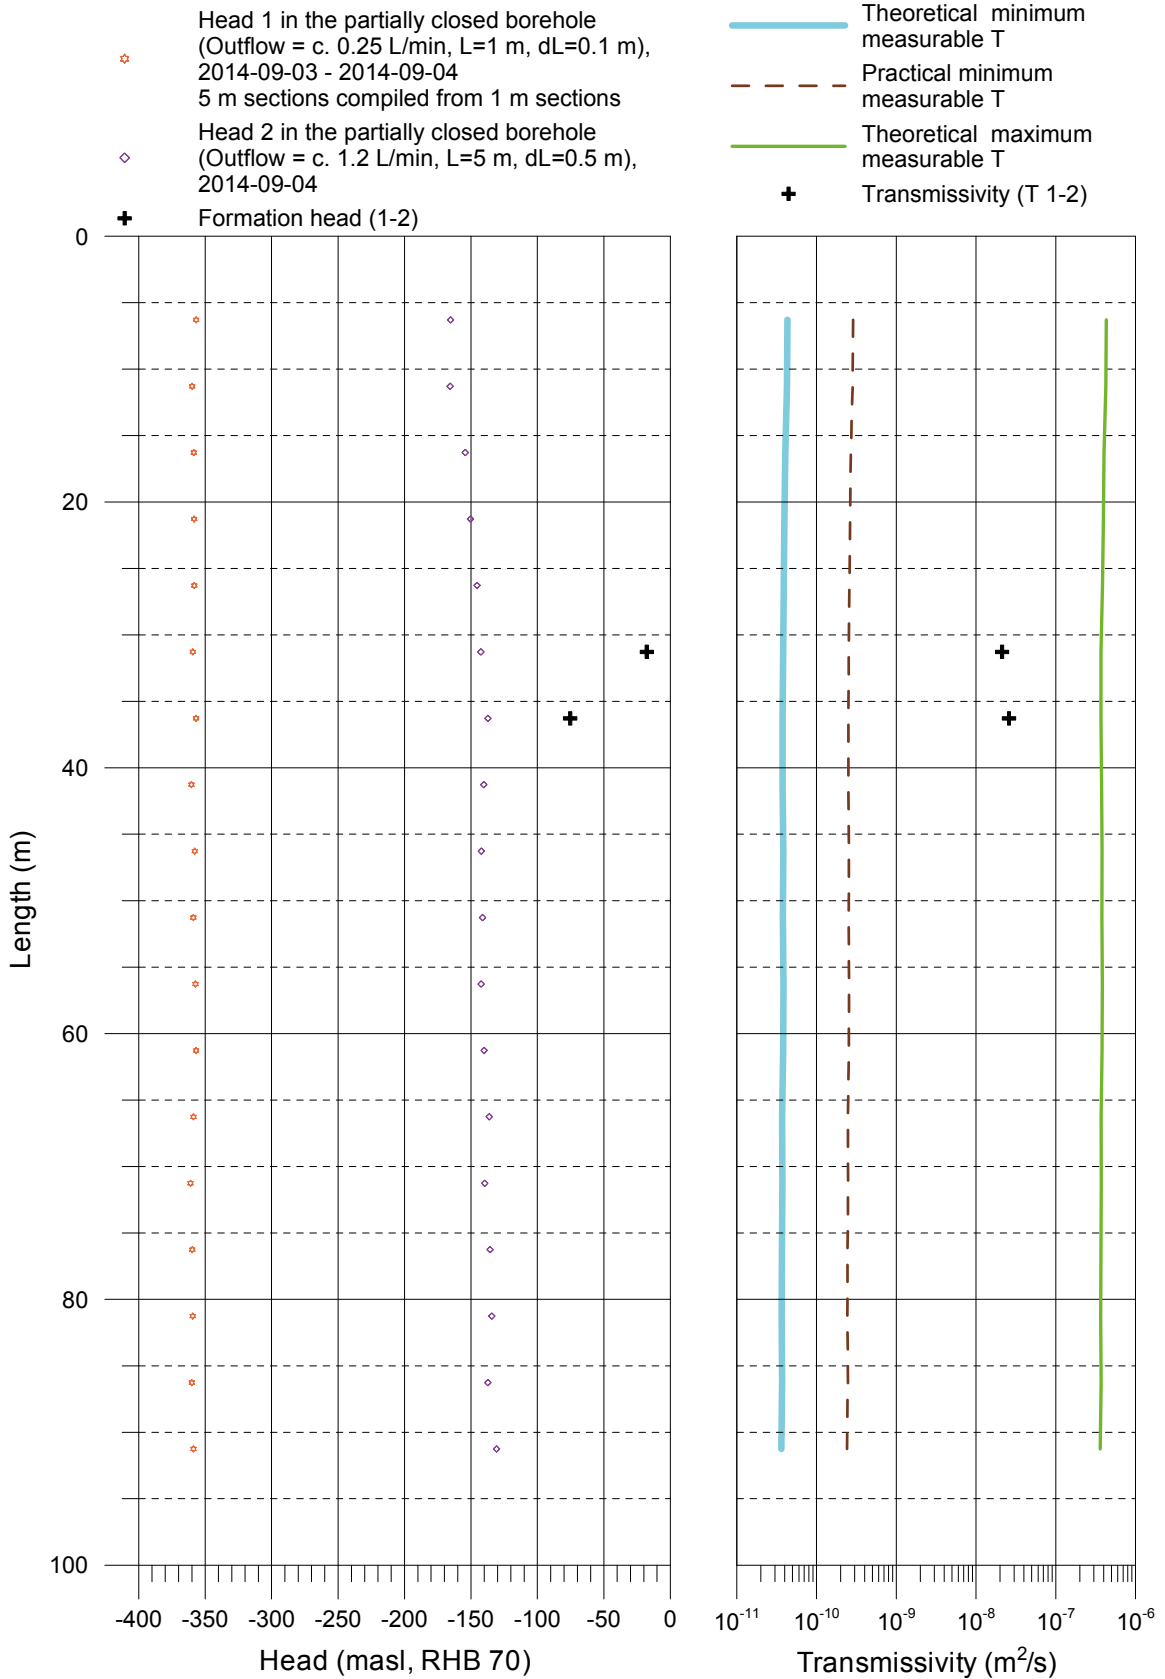 Head 1 in the partially closed borehole
(Outflow = c. 0.25 L/min, L=1 m, dL=0.1 m),
2014-09-03 - 2014-09-04
5 m sections compiled from 1 m sections
Head 2 in the partially closed borehole
(Outflow = c. 1.2 L/min, L=5 m, dL=0.5 m),
2014-09-04
Formation head (1-2)
Theoretical minimum
measurable T
Practical minimum
measurable T
Theoretical maximum
measurable T
Transmissivity (T 1-2)
0
20
40
60
80
100
Length (m)
-400 -350 -300 -250 -200 -150 -100 -50 0
Head (masl, RHB 70)
10⁻¹¹ 10⁻¹⁰ 10⁻⁹ 10⁻⁸ 10⁻⁷ 10⁻⁶
Transmissivity (m²/s)